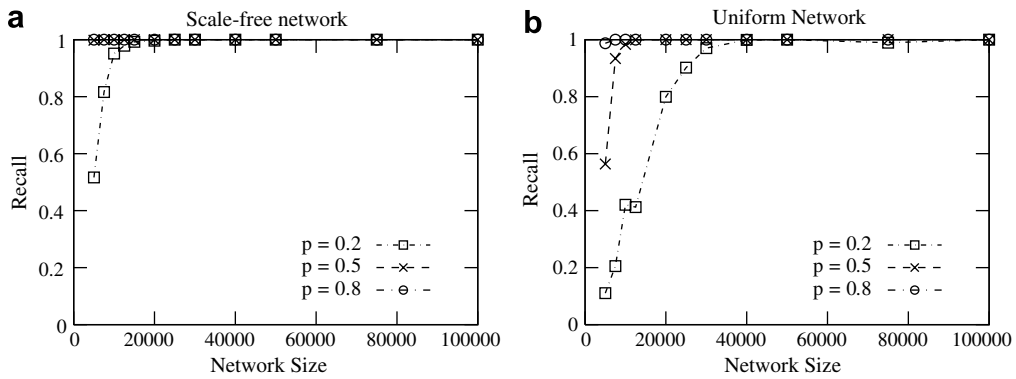 a
Scale-free network
1
0.8
0.6
0.4
0.2
0
Recall
p = 0.2
p = 0.5
p = 0.8
0 20000 40000 60000 80000 100000
Network Size
b
Uniform Network
1
0.8
0.6
0.4
0.2
0
Recall
p = 0.2
p = 0.5
p = 0.8
0 20000 40000 60000 80000 100000
Network Size